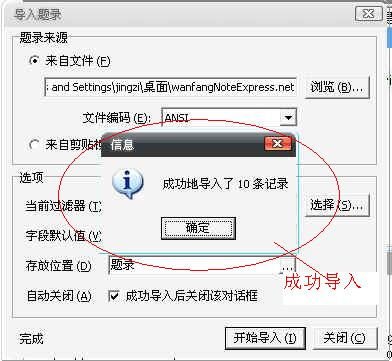 导入题录
题录来源
来自文件 (F)
and Settings\jingzi\桌面\wanfangNoteExpress.net
浏览 (B)...
文件编码 (E):
ANSI
来自剪贴板
信息
成功地导入了 10 条记录
确定
选项
当前过滤器 (T)
选择 (S)...
字段默认值 (V)
存放位置 (D)
题录
...
成功导入
自动关闭 (A)
成功导入后关闭该对话框
完成
开始导入 (I)
关闭 (C)